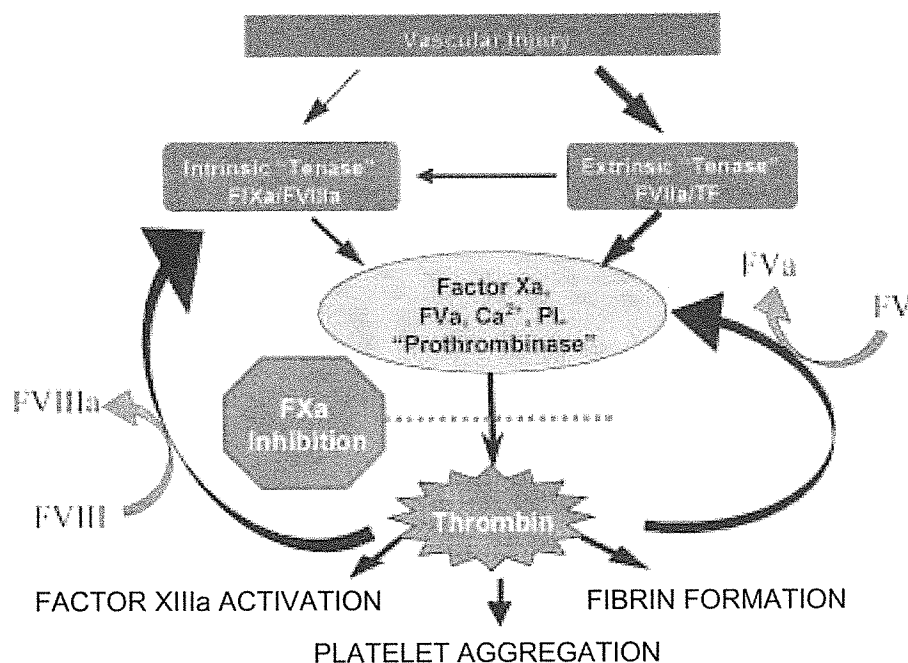 Vascular Injury
Intrinsic "Tenase"
FIXa/FVIIIa
Extrinsic "Tenase"
FVIIa/TF
FVa
FV
Factor Xa,
FVa, Ca²⁺, PL
"Prothrombinase"
FVIIIa
FXa
Inhibition
FVIII
Thrombin
FACTOR XIIIa ACTIVATION
FIBRIN FORMATION
PLATELET AGGREGATION